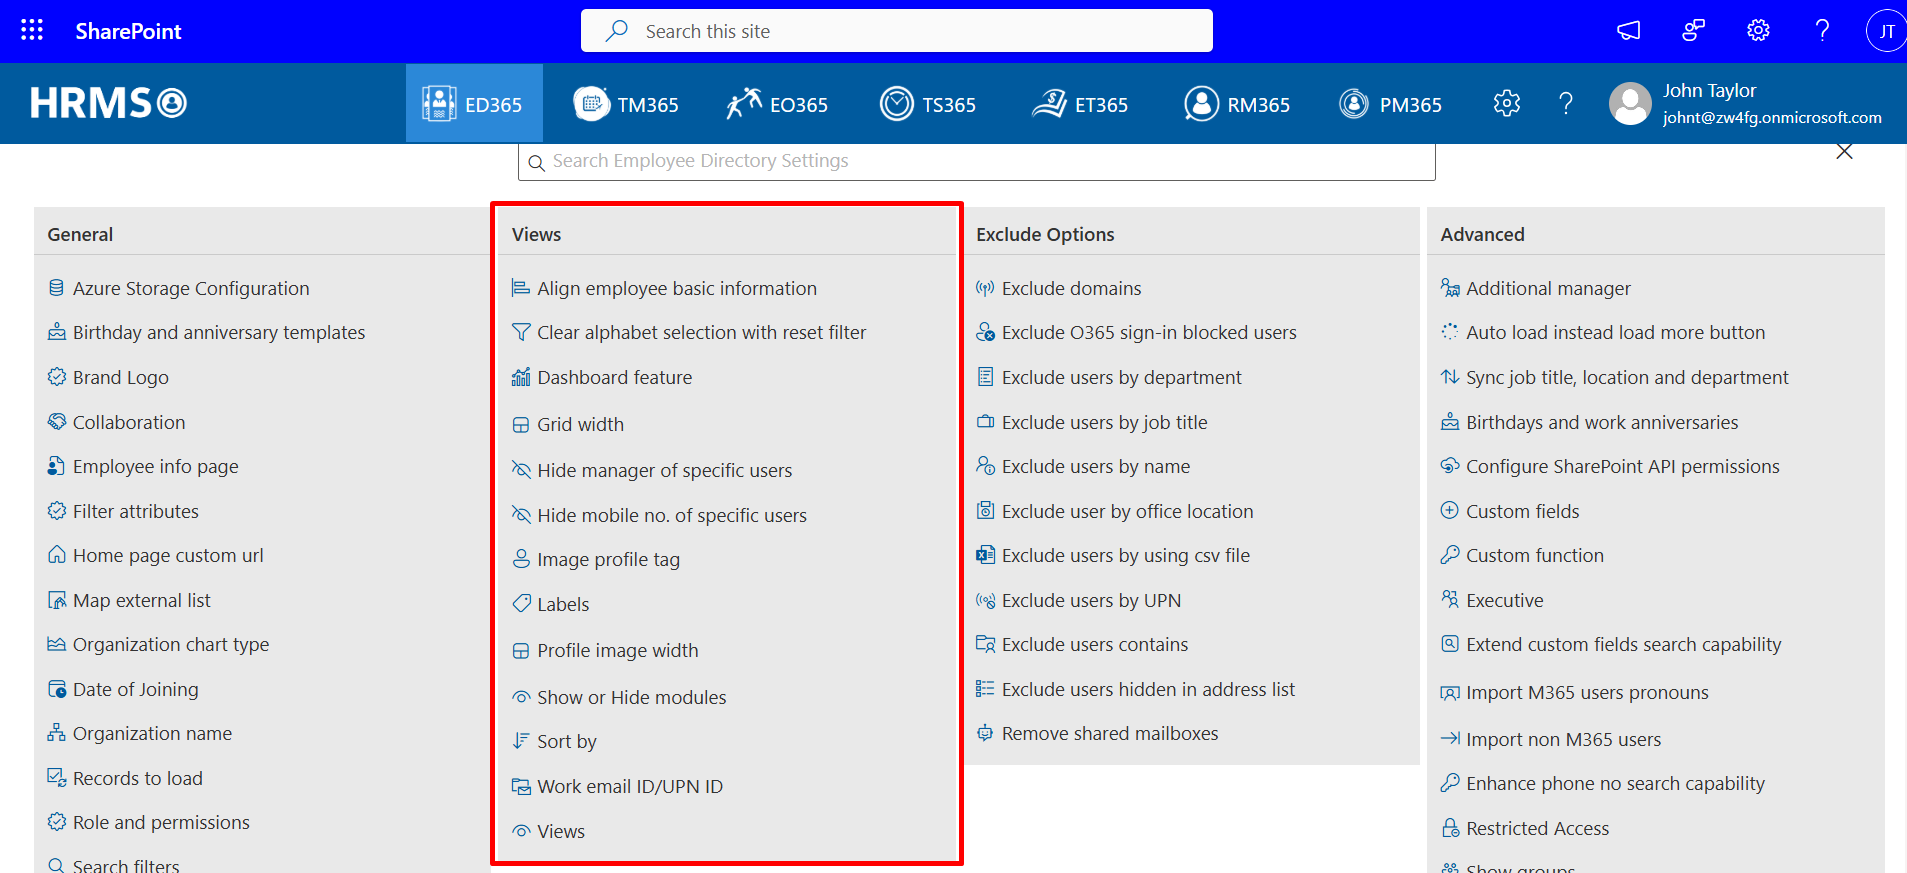 SharePoint
Search this site
JT
HRMS
ED365
TM365
EO365
TS365
ET365
RM365
PM365
John Taylor
johnt@zw4fg.onmicrosoft.com
Search Employee Directory Settings
General
Azure Storage Configuration
Birthday and anniversary templates
Brand Logo
Collaboration
Employee info page
Filter attributes
Home page custom url
Map external list
Organization chart type
Date of Joining
Organization name
Records to load
Role and permissions
Search filters
Views
Align employee basic information
Clear alphabet selection with reset filter
Dashboard feature
Grid width
Hide manager of specific users
Hide mobile no. of specific users
Image profile tag
Labels
Profile image width
Show or Hide modules
Sort by
Work email ID/UPN ID
Views
Exclude Options
Exclude domains
Exclude O365 sign-in blocked users
Exclude users by department
Exclude users by job title
Exclude users by name
Exclude user by office location
Exclude users by using csv file
Exclude users by UPN
Exclude users contains
Exclude users hidden in address list
Remove shared mailboxes
Advanced
Additional manager
Auto load instead load more button
Sync job title, location and department
Birthdays and work anniversaries
Configure SharePoint API permissions
Custom fields
Custom function
Executive
Extend custom fields search capability
Import M365 users pronouns
Import non M365 users
Enhance phone no search capability
Restricted Access
Show groups